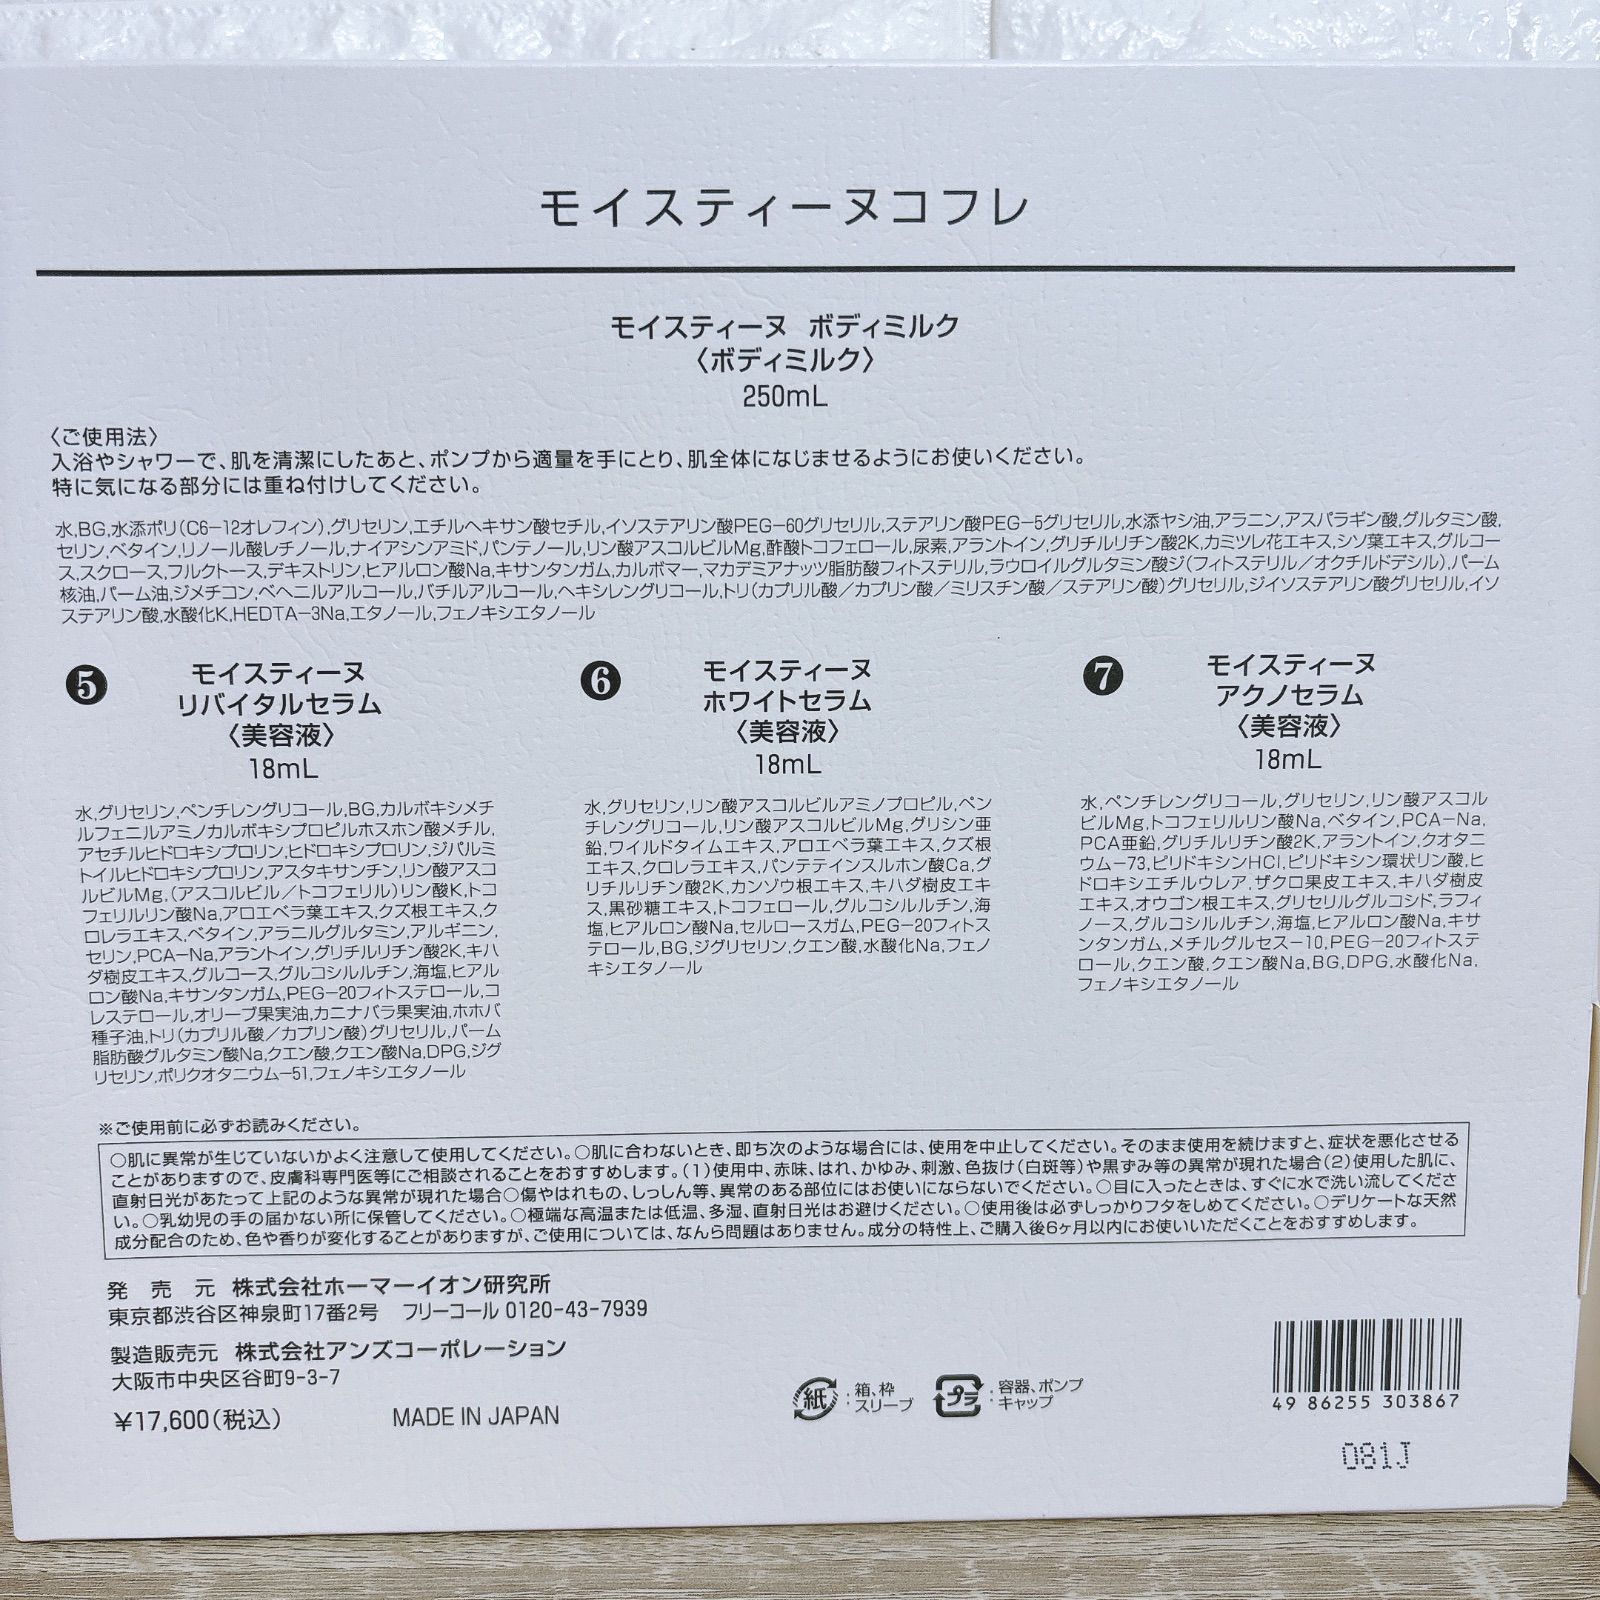 モイスティーヌコフレ
モイスティーヌ ボディミルク
〈ボディミルク〉
250mL
〈ご使用法〉
入浴やシャワーで、肌を清潔にしたあと、ポンプから適量を手にとり、肌全体になじませるようにお使いください。
特に気になる部分には重ね付けしてください。
水,BG,水添ポリ(C6-12オレフィン),グリセリン,エチルヘキサン酸セチル,イソステアリン酸PEG-60グリセリル,ステアリン酸PEG-5グリセリル,水添ヤシ油,アラニン,アスパラギン酸,グルタミン酸,
セリン,ベタイン,リノール酸レチノール,ナイアシンアミド,パンテノール,リン酸アスコルビルMg,酢酸トコフェロール,尿素,アラントイン,グリチルリチン酸2K,カミツレ花エキス,シソ葉エキス,グルコー
ス,スクロース,フルクトース,デキストリン,ヒアルロン酸Na,キサンタンガム,カルボマー,マカデミアナッツ脂肪酸フィトステリル,ラウロイルグルタミン酸ジ(フィトステリル/オクチルドデシル),パーム
核油,パーム油,ジメチコン,ベヘニルアルコール,バチルアルコール,ヘキシレングリコール,トリ(カプリル酸/カプリン酸/ミリスチン酸/ステアリン酸)グリセリル,ジイソステアリン酸グリセリル,イソ
ステアリン酸,水酸化K,HEDTA-3Na,エタノール,フェノキシエタノール
5 モイスティーヌ
リバイタルセラム
〈美容液〉
18mL
水,グリセリン,ペンチレングリコール,BG,カルボキシメチ
ルフェニルアミノカルボキシプロピルホスホン酸メチル,
アセチルヒドロキシプロリン,ヒドロキシプロリン,ジパルミ
トイルヒドロキシプロリン,アスタキサンチン,リン酸アスコ
ルビルMg,(アスコルビル/トコフェリル)リン酸K,トコ
フェリルリン酸Na,アロエベラ葉エキス,クズ根エキス,ク
ロレラエキス,ベタイン,アラニルグルタミン,アルギニン,
セリン,PCA-Na,アラントイン,グリチルリチン酸2K,キハ
ダ樹皮エキス,グルコース,グルコシルルチン,海塩,ヒアル
ロン酸Na,キサンタンガム,PEG-20フィトステロール,コ
レステロール,オリーブ果実油,カニナバラ果実油,ホホバ
種子油,トリ(カプリル酸/カプリン酸)グリセリル,パーム
脂肪酸グルタミン酸Na,クエン酸,クエン酸Na,DPG,ジグ
リセリン,ポリクオタニウム-51,フェノキシエタノール
6 モイスティーヌ
ホワイトセラム
〈美容液〉
18mL
水,グリセリン,リン酸アスコルビルアミノプロピル,ペン
チレングリコール,リン酸アスコルビルMg,グリシン亜
鉛,ワイルドタイムエキス,アロエベラ葉エキス,クズ根
エキス,クロレラエキス,パンテテインスルホン酸Ca,グ
リチルリチン酸2K,カンゾウ根エキス,キハダ樹皮エキ
ス,黒砂糖エキス,トコフェロール,グルコシルルチン,海
塩,ヒアルロン酸Na,セルロースガム,PEG-20フィトス
テロール,BG,ジグリセリン,クエン酸,水酸化Na,フェノ
キシエタノール
7 モイスティーヌ
アクノセラム
〈美容液〉
18mL
水,ペンチレングリコール,グリセリン,リン酸アスコル
ビルMg,トコフェリルリン酸Na,ベタイン,PCA-Na,
PCA亜鉛,グリチルリチン酸2K,アラントイン,クオタニ
ウム-73,ピリドキシンHCl,ピリドキシン環状リン酸,ヒ
ドロキシエチルウレア,ザクロ果皮エキス,キハダ樹皮
エキス,オウゴン根エキス,グリセリルグルコシド,ラフィ
ノース,グルコシルルチン,海塩,ヒアルロン酸Na,キサ
ンタンガム,メチルグルセス-10,PEG-20フィトステ
ロール,クエン酸,クエン酸Na,BG,DPG,水酸化Na,
フェノキシエタノール
※ご使用前に必ずお読みください。
○肌に異常が生じていないかよく注意して使用してください。○肌に合わないとき、即ち次のような場合には、使用を中止してください。そのまま使用を続けますと、症状を悪化させる
ことがありますので、皮膚科専門医等にご相談されることをおすすめします。(1)使用中、赤味、はれ、かゆみ、刺激、色抜け(白斑等)や黒ずみ等の異常が現れた場合(2)使用した肌に、
直射日光があたって上記のような異常が現れた場合○傷やはれもの、しっしん等、異常のある部位にはお使いにならないでください。○目に入ったときは、すぐに水で洗い流してくださ
い。○乳幼児の手の届かない所に保管してください。○極端な高温または低温、多湿、直射日光はお避けください。○使用後は必ずしっかりフタをしめてください。○デリケートな天然
成分配合のため、色や香りが変化することがありますが、ご使用については、なんら問題はありません。成分の特性上、ご購入後6ヶ月以内にお使いいただくことをおすすめします。
発売元 株式会社ホーマーイオン研究所
東京都渋谷区神泉町17番2号 フリーコール 0120-43-7939
製造販売元 株式会社アンズコーポレーション
大阪市中央区谷町9-3-7
¥17,600(税込) MADE IN JAPAN
紙:箱、枠
スリーブ
プラ:容器、ポンプ
キャップ
49 86255 303867
081J